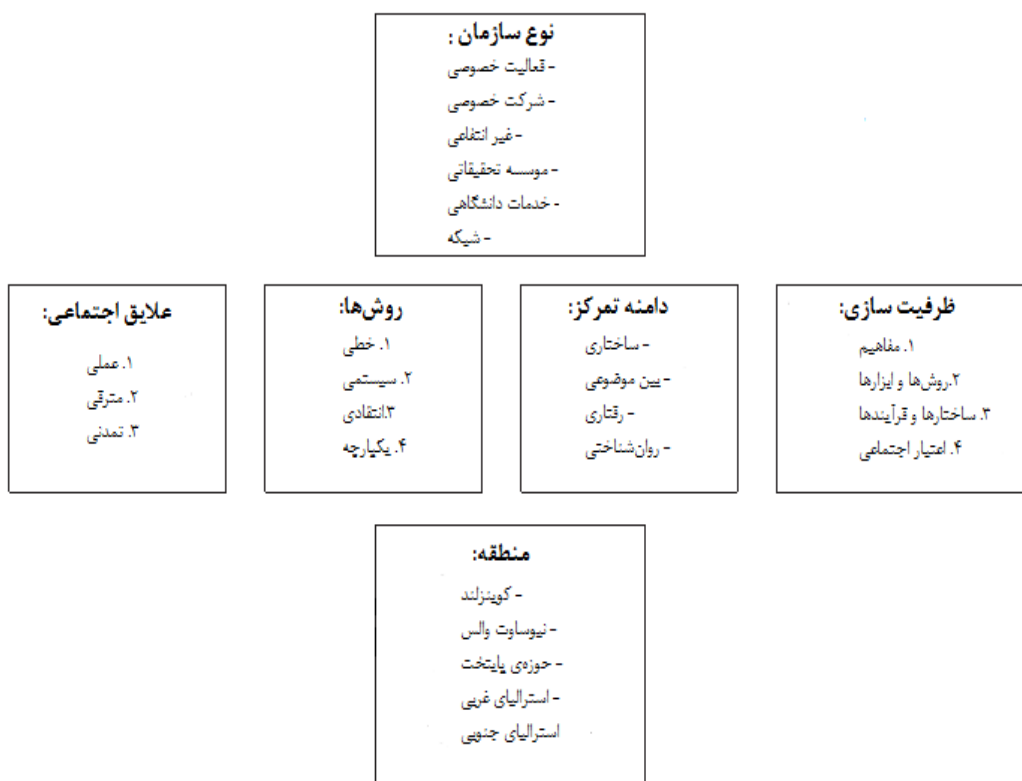 نوع سازمان :
- فعالیت خصوصی
- شرکت خصوصی
- غیر انتفاعی
- موسسه تحقیقاتی
- خدمات دانشگاهی
- شبکه
ظرفیت سازی:
۱. مفاهیم
۲.روش‌ها و ابزارها
۳. ساختارها و فرآیندها
۴. اعتبار اجتماعی
دامنه تمرکز:
- ساختاری
- بین موضوعی
- رفتاری
- روان‌شناختی
روش‌ها:
۱. خطی
۲. سیستمی
۳.انتقادی
۴. یکپارچه
علایق اجتماعی:
۱. عملی
۲. مترقی
۳. تمدنی
منطقه:
- کوینزلند
- نیوساوت والس
- حوزه‌ی پایتخت
- استرالیای غربی
استرالیای جنوبی